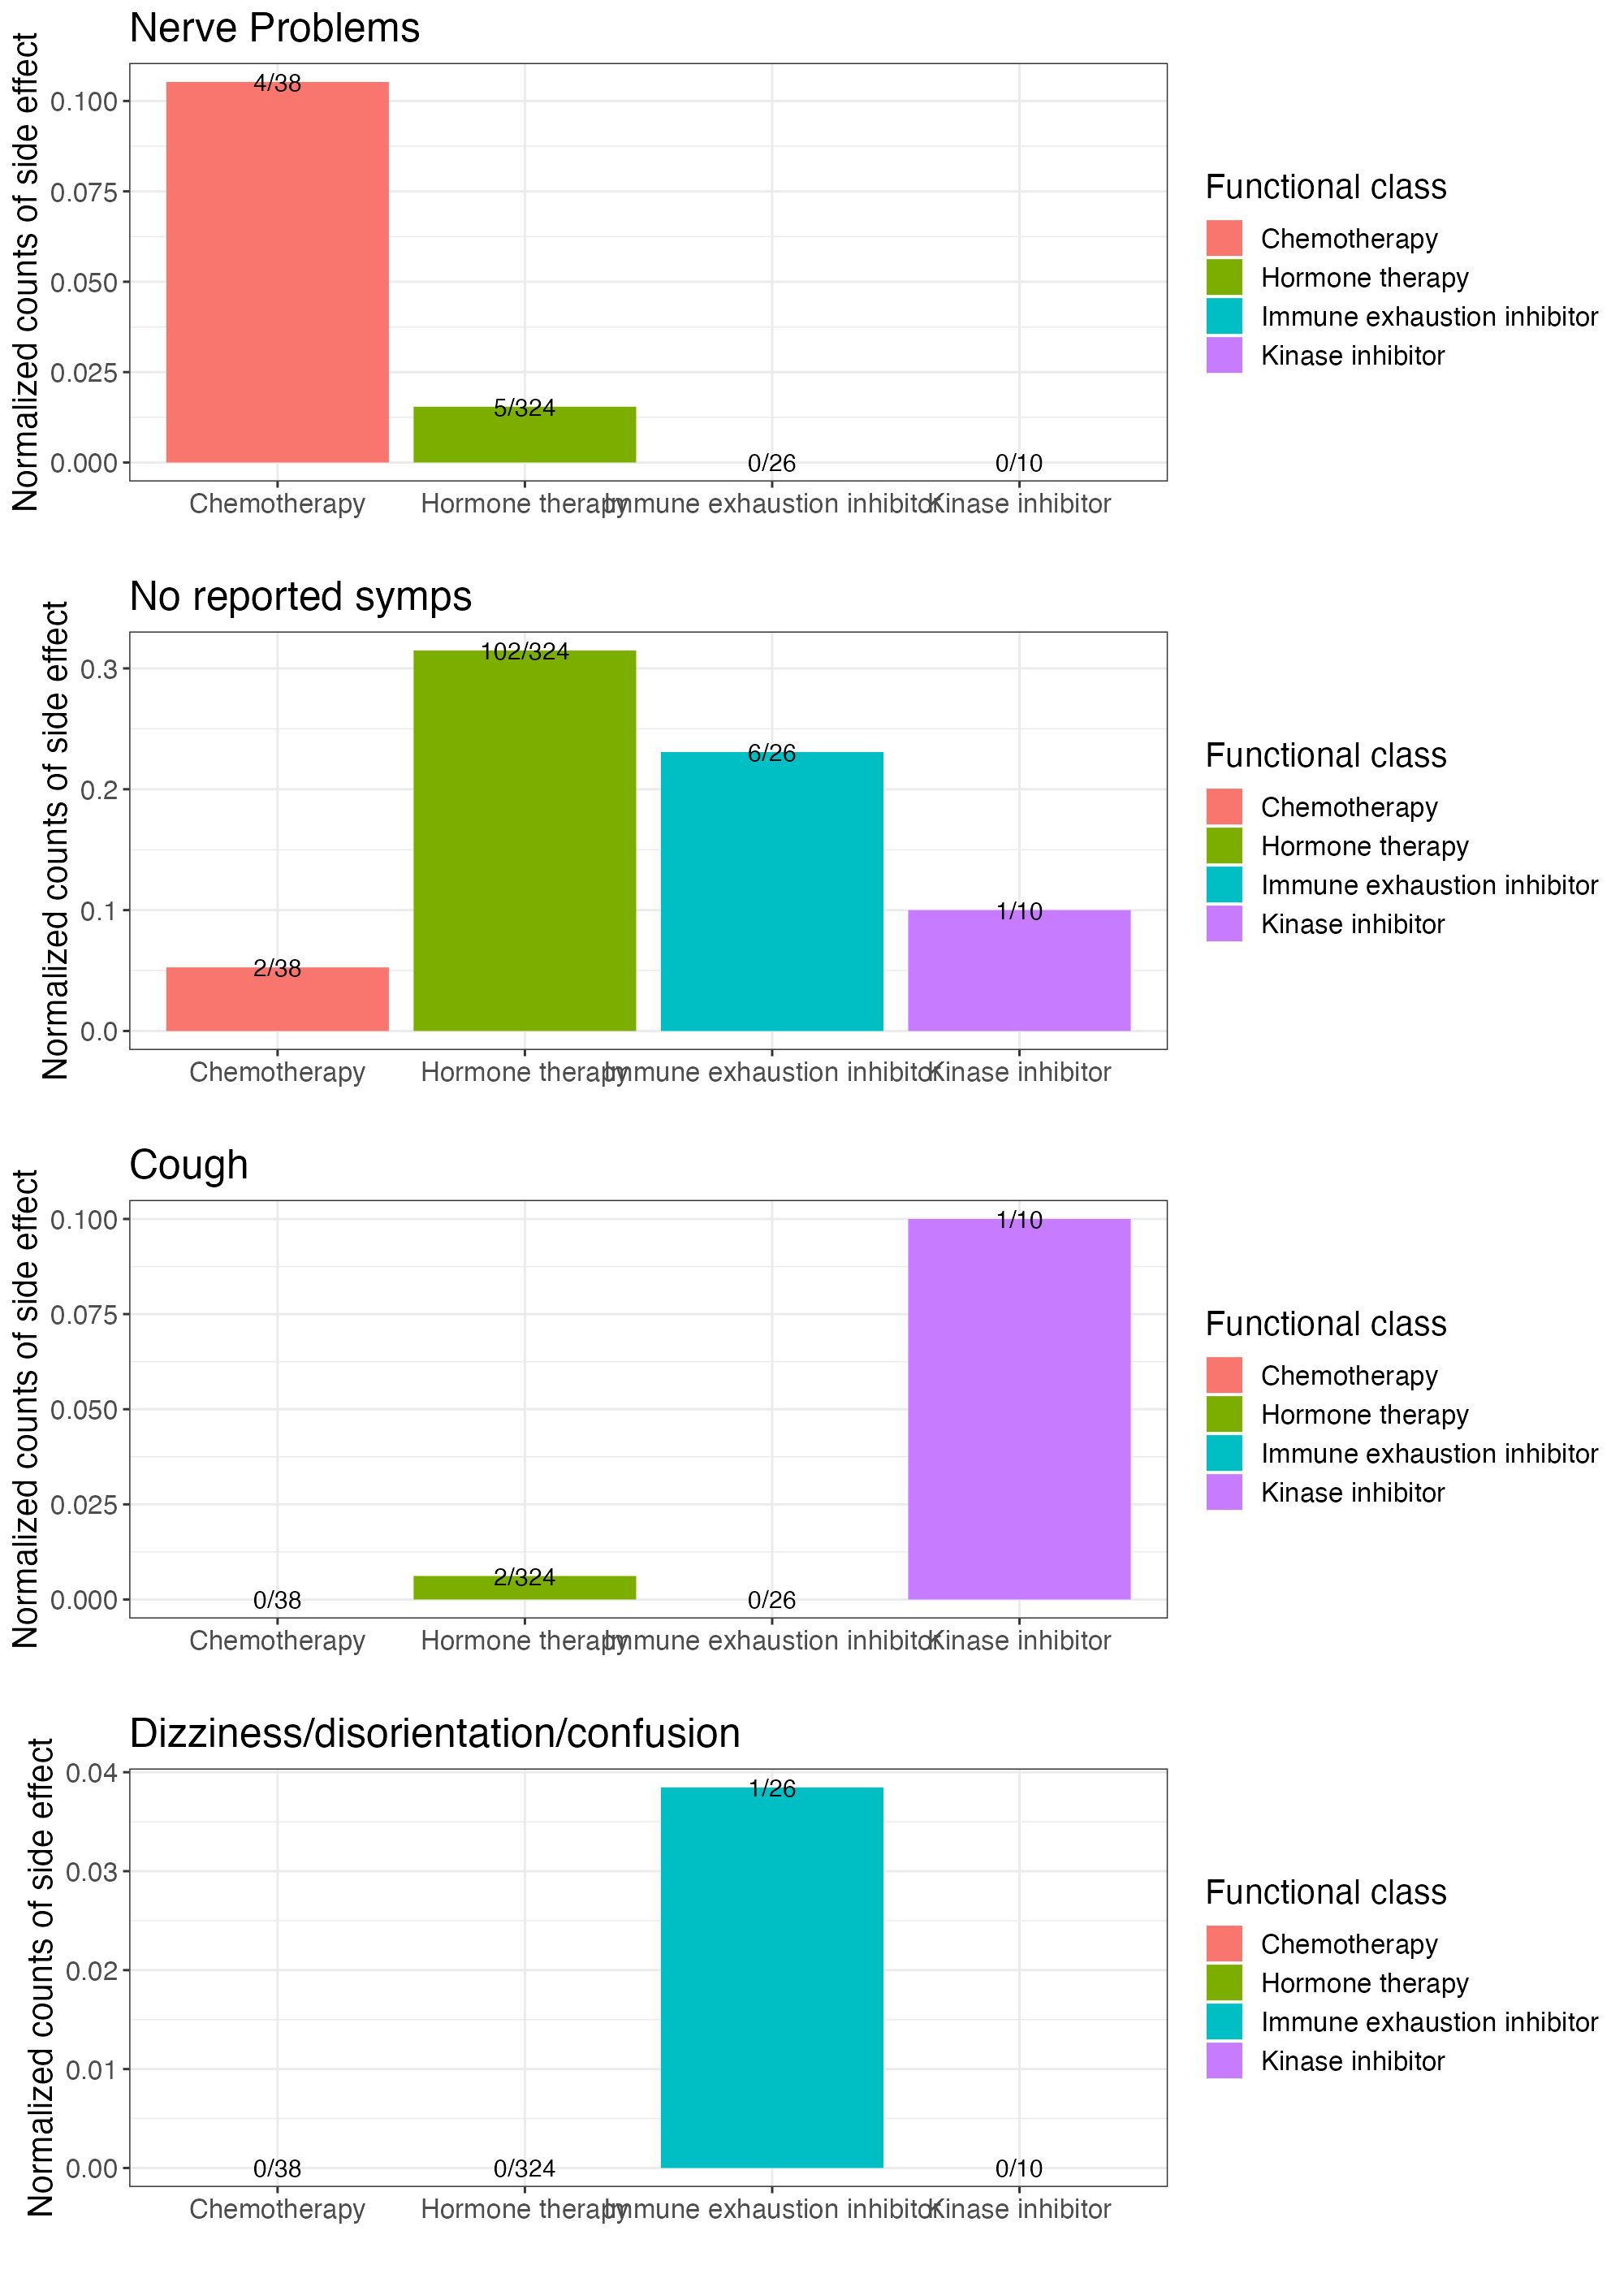 Nerve Problems
Normalized counts of side effect
0.100
0.075
0.050
0.025
0.000
4/38
5/324
0/26
0/10
Chemotherapy
Hormone therapy
Immune exhaustion inhibitor
Kinase inhibitor
Functional class
Chemotherapy
Hormone therapy
Immune exhaustion inhibitor
Kinase inhibitor
No reported symps
Normalized counts of side effect
0.3
0.2
0.1
0.0
2/38
102/324
6/26
1/10
Chemotherapy
Hormone therapy
Immune exhaustion inhibitor
Kinase inhibitor
Functional class
Chemotherapy
Hormone therapy
Immune exhaustion inhibitor
Kinase inhibitor
Cough
Normalized counts of side effect
0.100
0.075
0.050
0.025
0.000
0/38
2/324
0/26
1/10
Chemotherapy
Hormone therapy
Immune exhaustion inhibitor
Kinase inhibitor
Functional class
Chemotherapy
Hormone therapy
Immune exhaustion inhibitor
Kinase inhibitor
Dizziness/disorientation/confusion
Normalized counts of side effect
0.04
0.03
0.02
0.01
0.00
0/38
0/324
1/26
0/10
Chemotherapy
Hormone therapy
Immune exhaustion inhibitor
Kinase inhibitor
Functional class
Chemotherapy
Hormone therapy
Immune exhaustion inhibitor
Kinase inhibitor